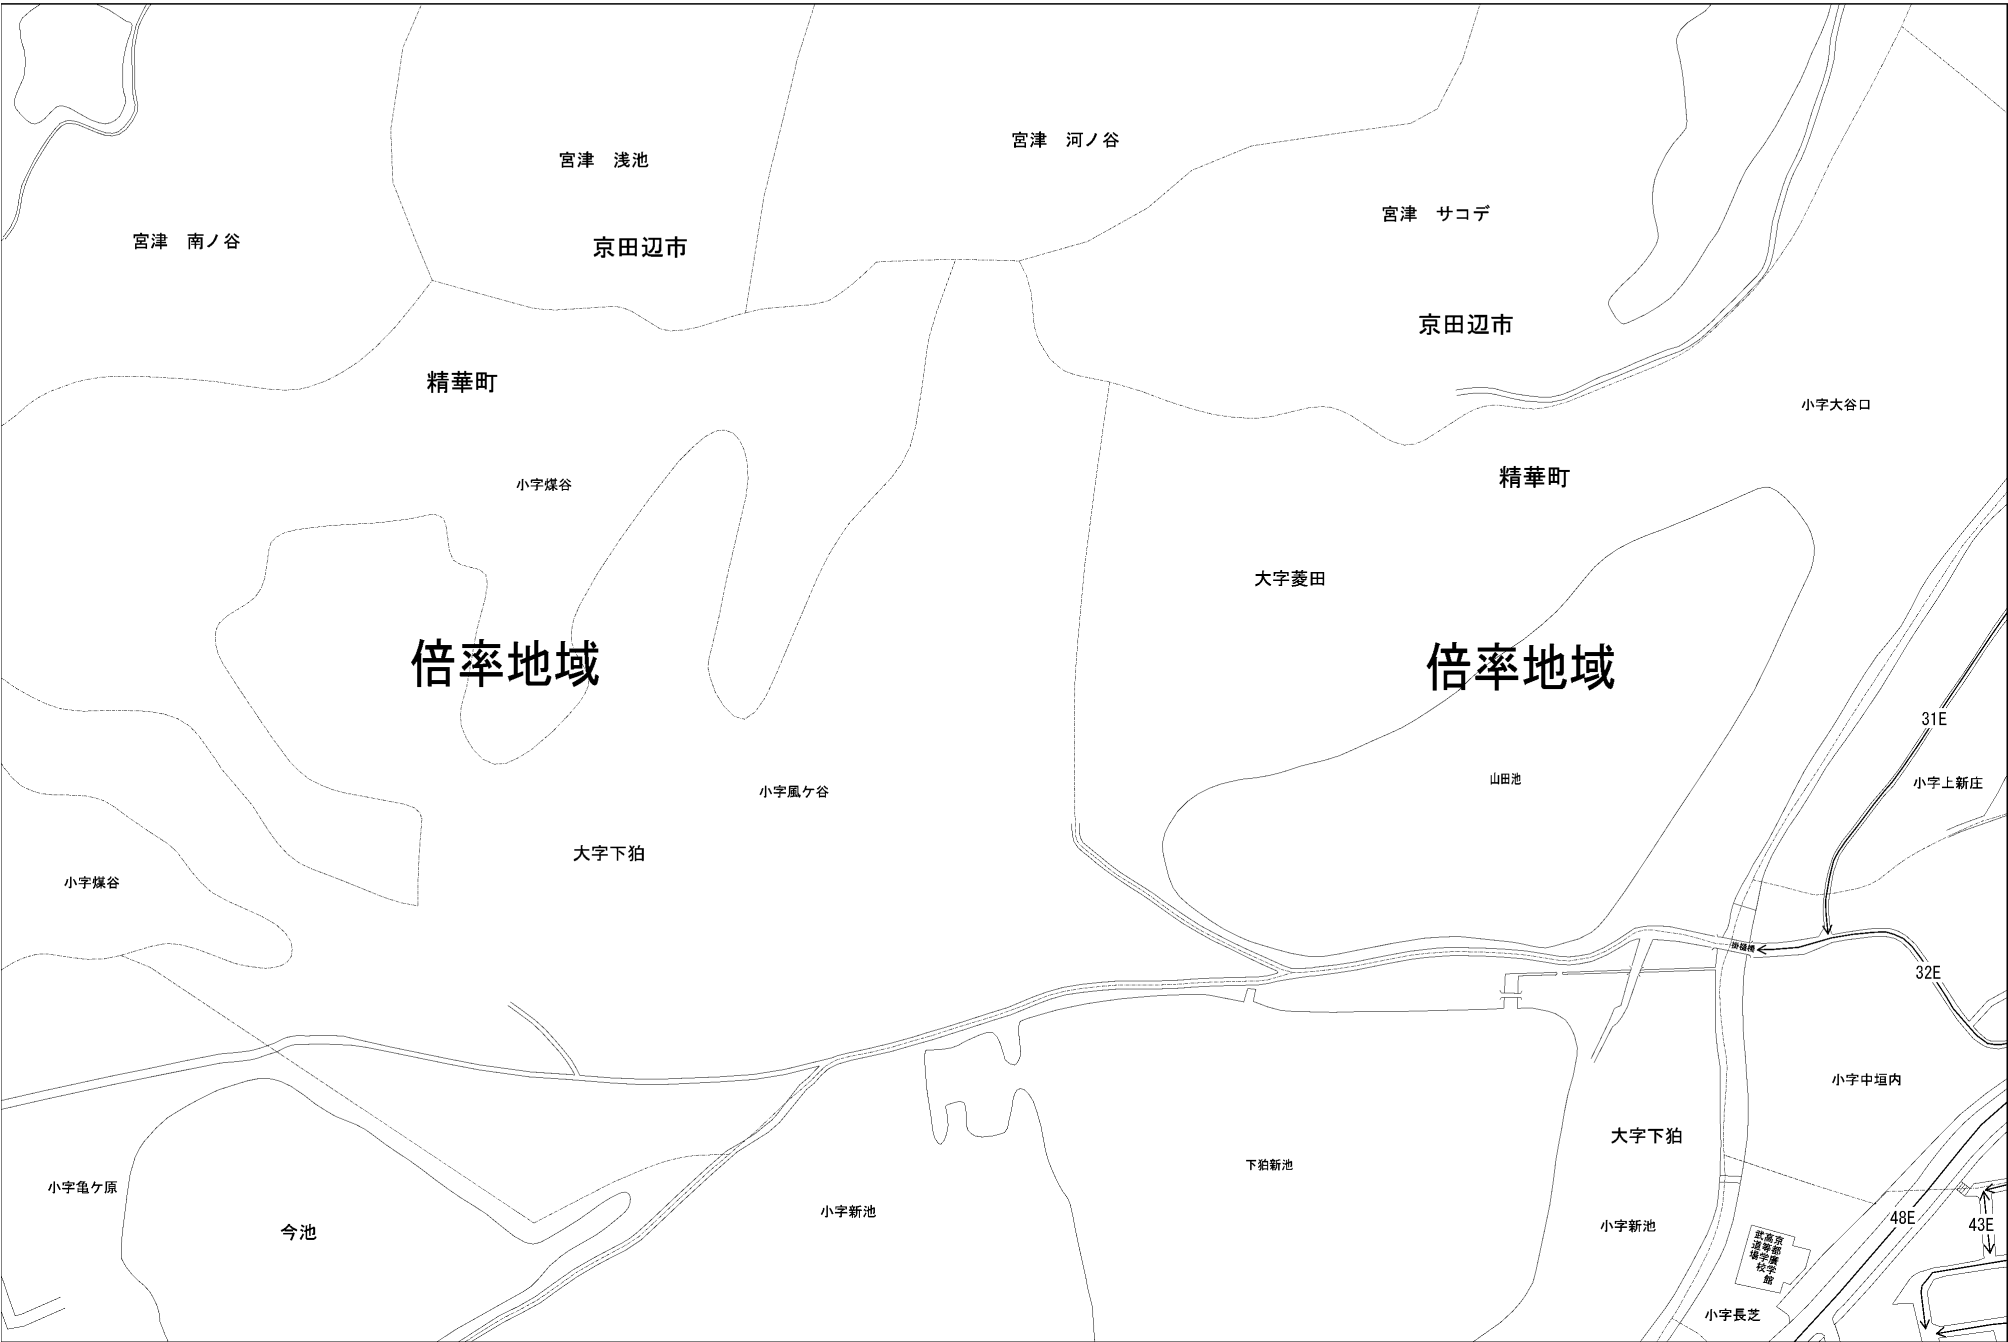 宮津　河ノ谷
宮津　浅池
宮津　サコデ
宮津　南ノ谷
京田辺市
京田辺市
精華町
小字大谷口
精華町
小字煤谷
大字菱田
倍率地域
倍率地域
31E
山田池
小字上新庄
小字風ケ谷
大字下狛
小字煤谷
掛樋橋
32E
小字中垣内
大字下狛
下狛新池
小字亀ケ原
小字新池
48E
43E
小字新池
今池
京都廣学館
高等学校
武道場
小字長芝